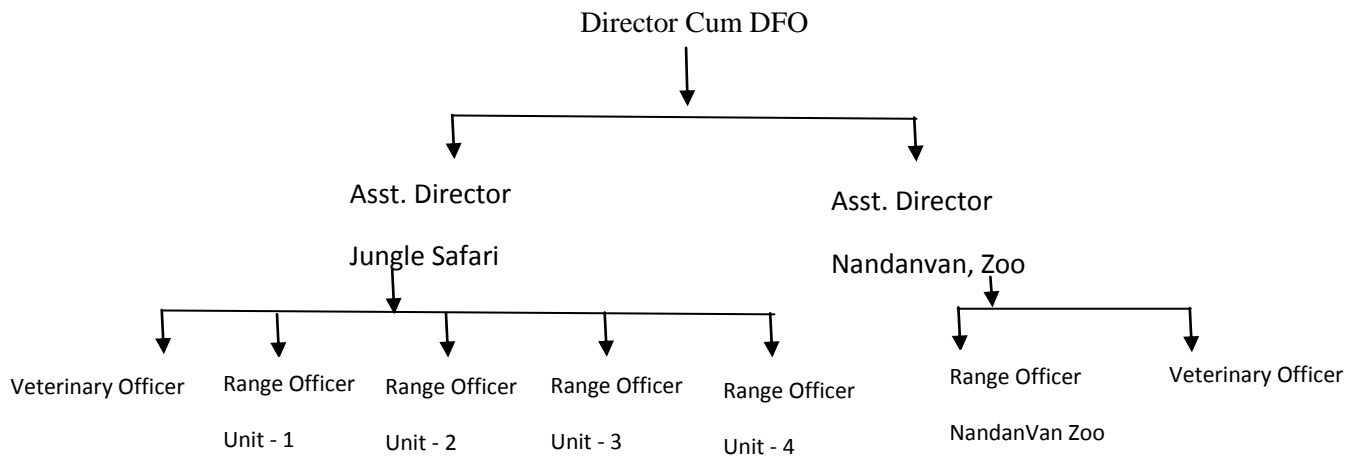 Director Cum DFO
Asst. Director
Jungle Safari
Asst. Director
Nandanvan, Zoo
Veterinary Officer
Range Officer
Unit - 1
Range Officer
Unit - 2
Range Officer
Unit - 3
Range Officer
Unit - 4
Range Officer
NandanVan Zoo
Veterinary Officer